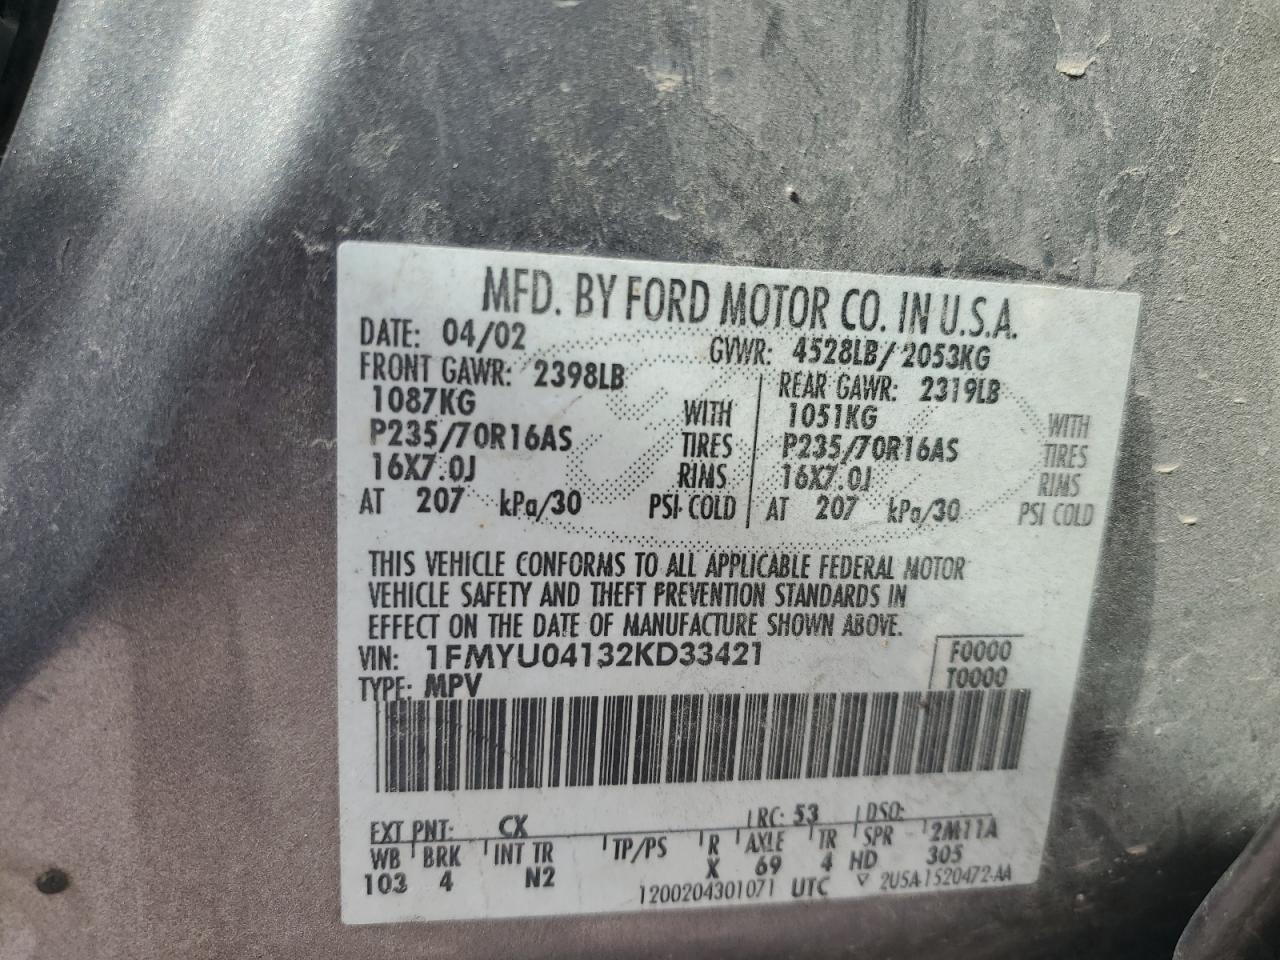 MFD. BY FORD MOTOR CO. IN U.S.A.
DATE: 04/02 GVWR: 4528LB/2053KG
FRONT GAWR: 2398LB REAR GAWR: 2319LB
1087KG WITH 1051KG WITH
P235/70R16AS TIRES P235/70R16AS TIRES
16X7.0J RIMS 16X7.0J RIMS
AT 207 kPa/30 PSI COLD AT 207 kPa/30 PSI COLD
THIS VEHICLE CONFORMS TO ALL APPLICABLE FEDERAL MOTOR
VEHICLE SAFETY AND THEFT PREVENTION STANDARDS IN
EFFECT ON THE DATE OF MANUFACTURE SHOWN ABOVE.
VIN: 1FMYU04132KD33421 F0000
TYPE: MPV T0000
EXT PNT: CX RC: 53 DSO:
WB BRK INT TR TP/PS R AXLE TR SPR 2M11A
103 4 N2 X 69 4 HD 305
1200204301071 UTC 2U5A-1520472-AA